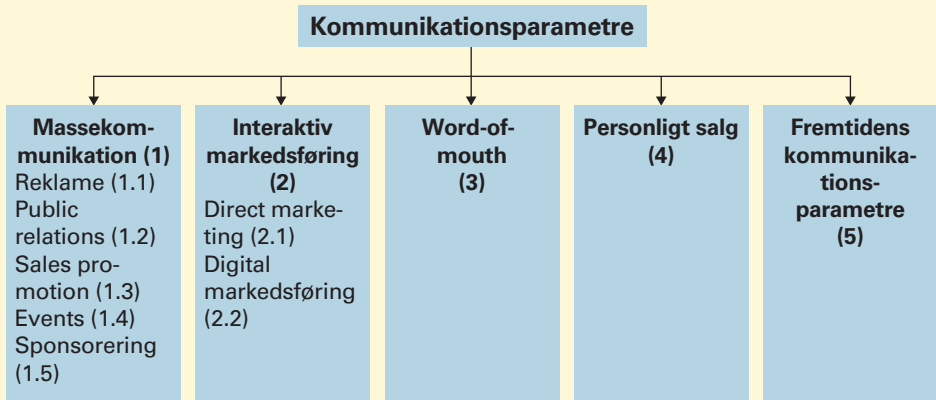 Kommunikationsparametre
Massekom-
munikation (1)
Reklame (1.1)
Public
relations (1.2)
Sales pro-
motion (1.3)
Events (1.4)
Sponsorering
(1.5)
Interaktiv
markedsføring
(2)
Direct marke-
ting (2.1)
Digital
markedsføring
(2.2)
Word-of-
mouth
(3)
Personligt salg
(4)
Fremtidens
kommunika-
tions-
parametre
(5)